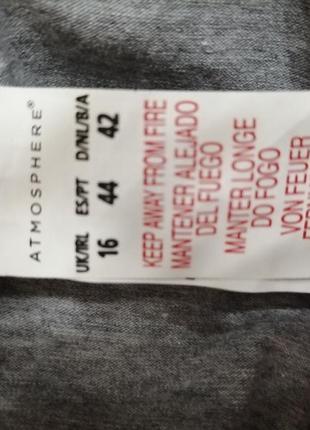 ATMOSPHERE®
UK/IRL ES/PT D/NL/B/A
16 44 42
KEEP AWAY FROM FIRE
MANTENER ALEJADO
DEL FUEGO
MANTER LONGE
DO FOGO
VON FEUER